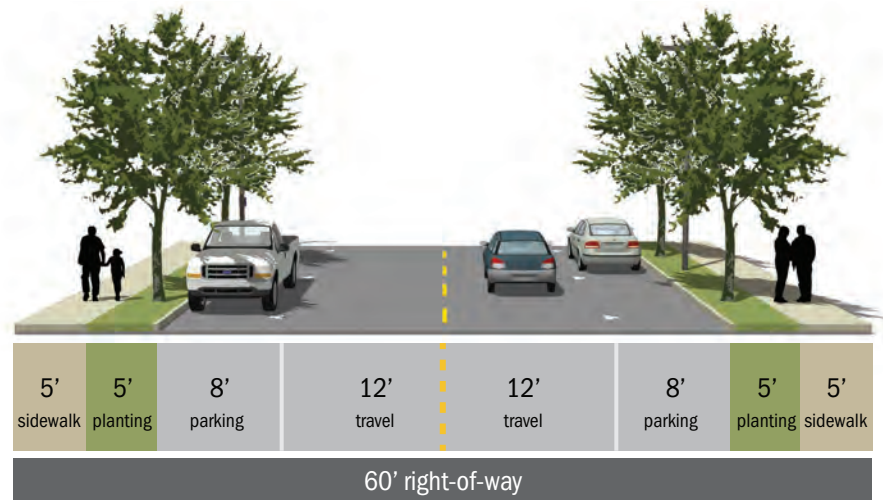 5’ 5’ 8’ 12’ 12’ 8’ 5’ 5’
sidewalk planting parking travel travel parking planting sidewalk
60’ right-of-way